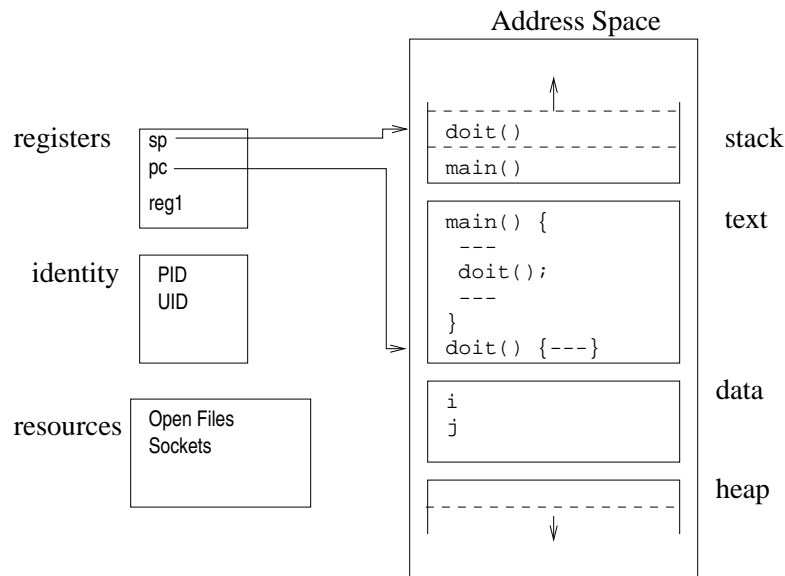 Address Space
registers
sp
pc
reg1
identity
PID
UID
resources
Open Files
Sockets
doit()
main()
stack
main() {
---
doit();
---
}
doit() {---}
text
i
j
data
heap